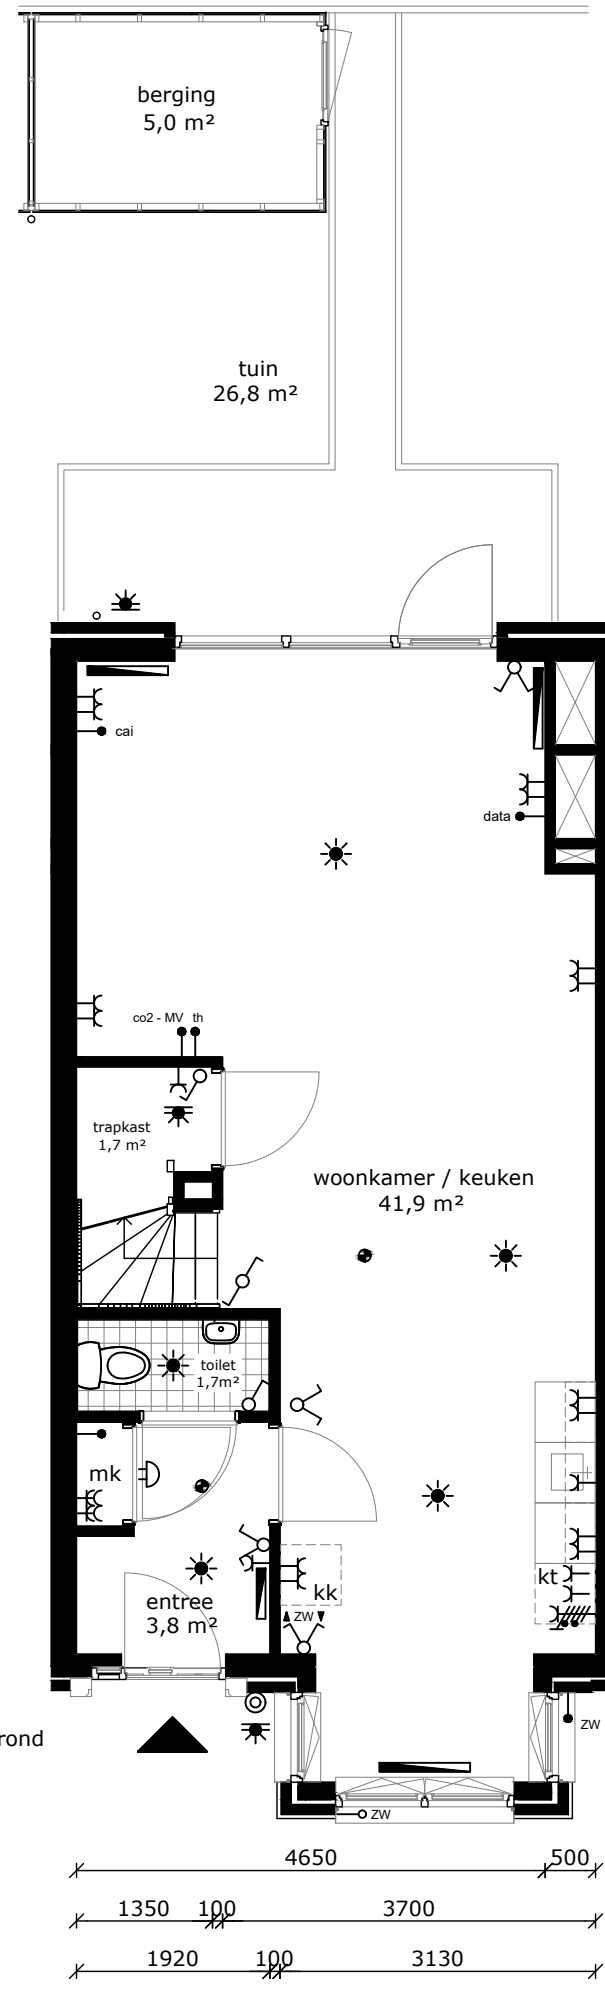 berging
5,0 m²
tuin
26,8 m²
cai
data
co2 - MV th
trapkast
1,7 m²
woonkamer / keuken
41,9 m²
toilet
1,7m²
mk
kt
kk
entree
3,8 m²
ZW
ZW
rond
ZW
4650 500
1350 100 3700
1920 100 3130